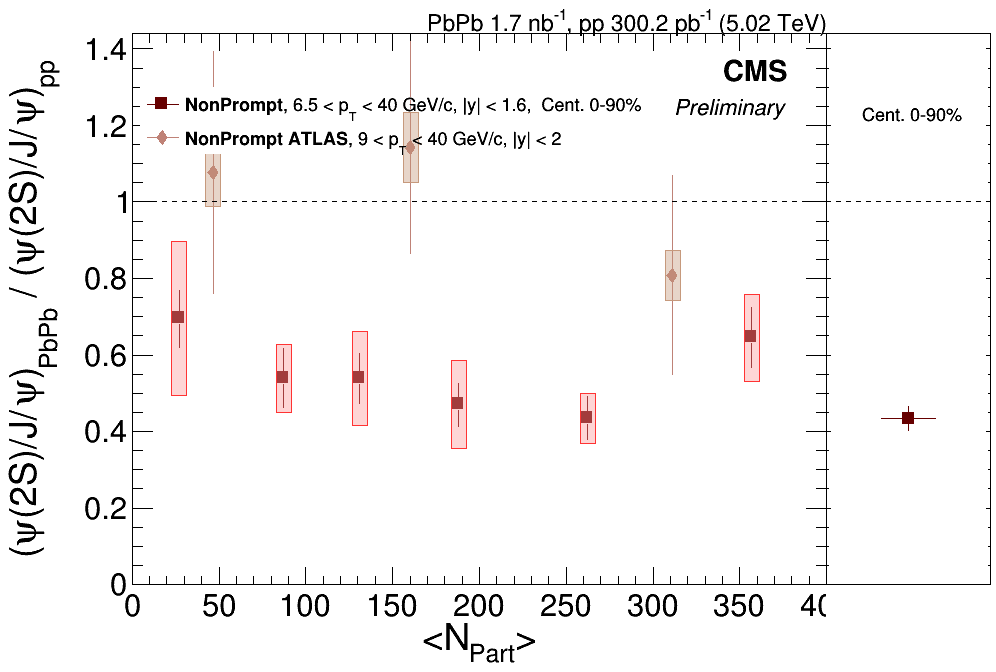 PbPb 1.7 nb⁻¹, pp 300.2 pb⁻¹ (5.02 TeV)
CMS
Preliminary
NonPrompt, 6.5 < p_T < 40 GeV/c, |y| < 1.6, Cent. 0-90%
NonPrompt ATLAS, 9 < p_T < 40 GeV/c, |y| < 2
Cent. 0-90%
(ψ(2S)/J/ψ)_PbPb / (ψ(2S)/J/ψ)_pp
1.4
1.2
1
0.8
0.6
0.4
0.2
0
0 50 100 150 200 250 300 350 40
<N_Part>